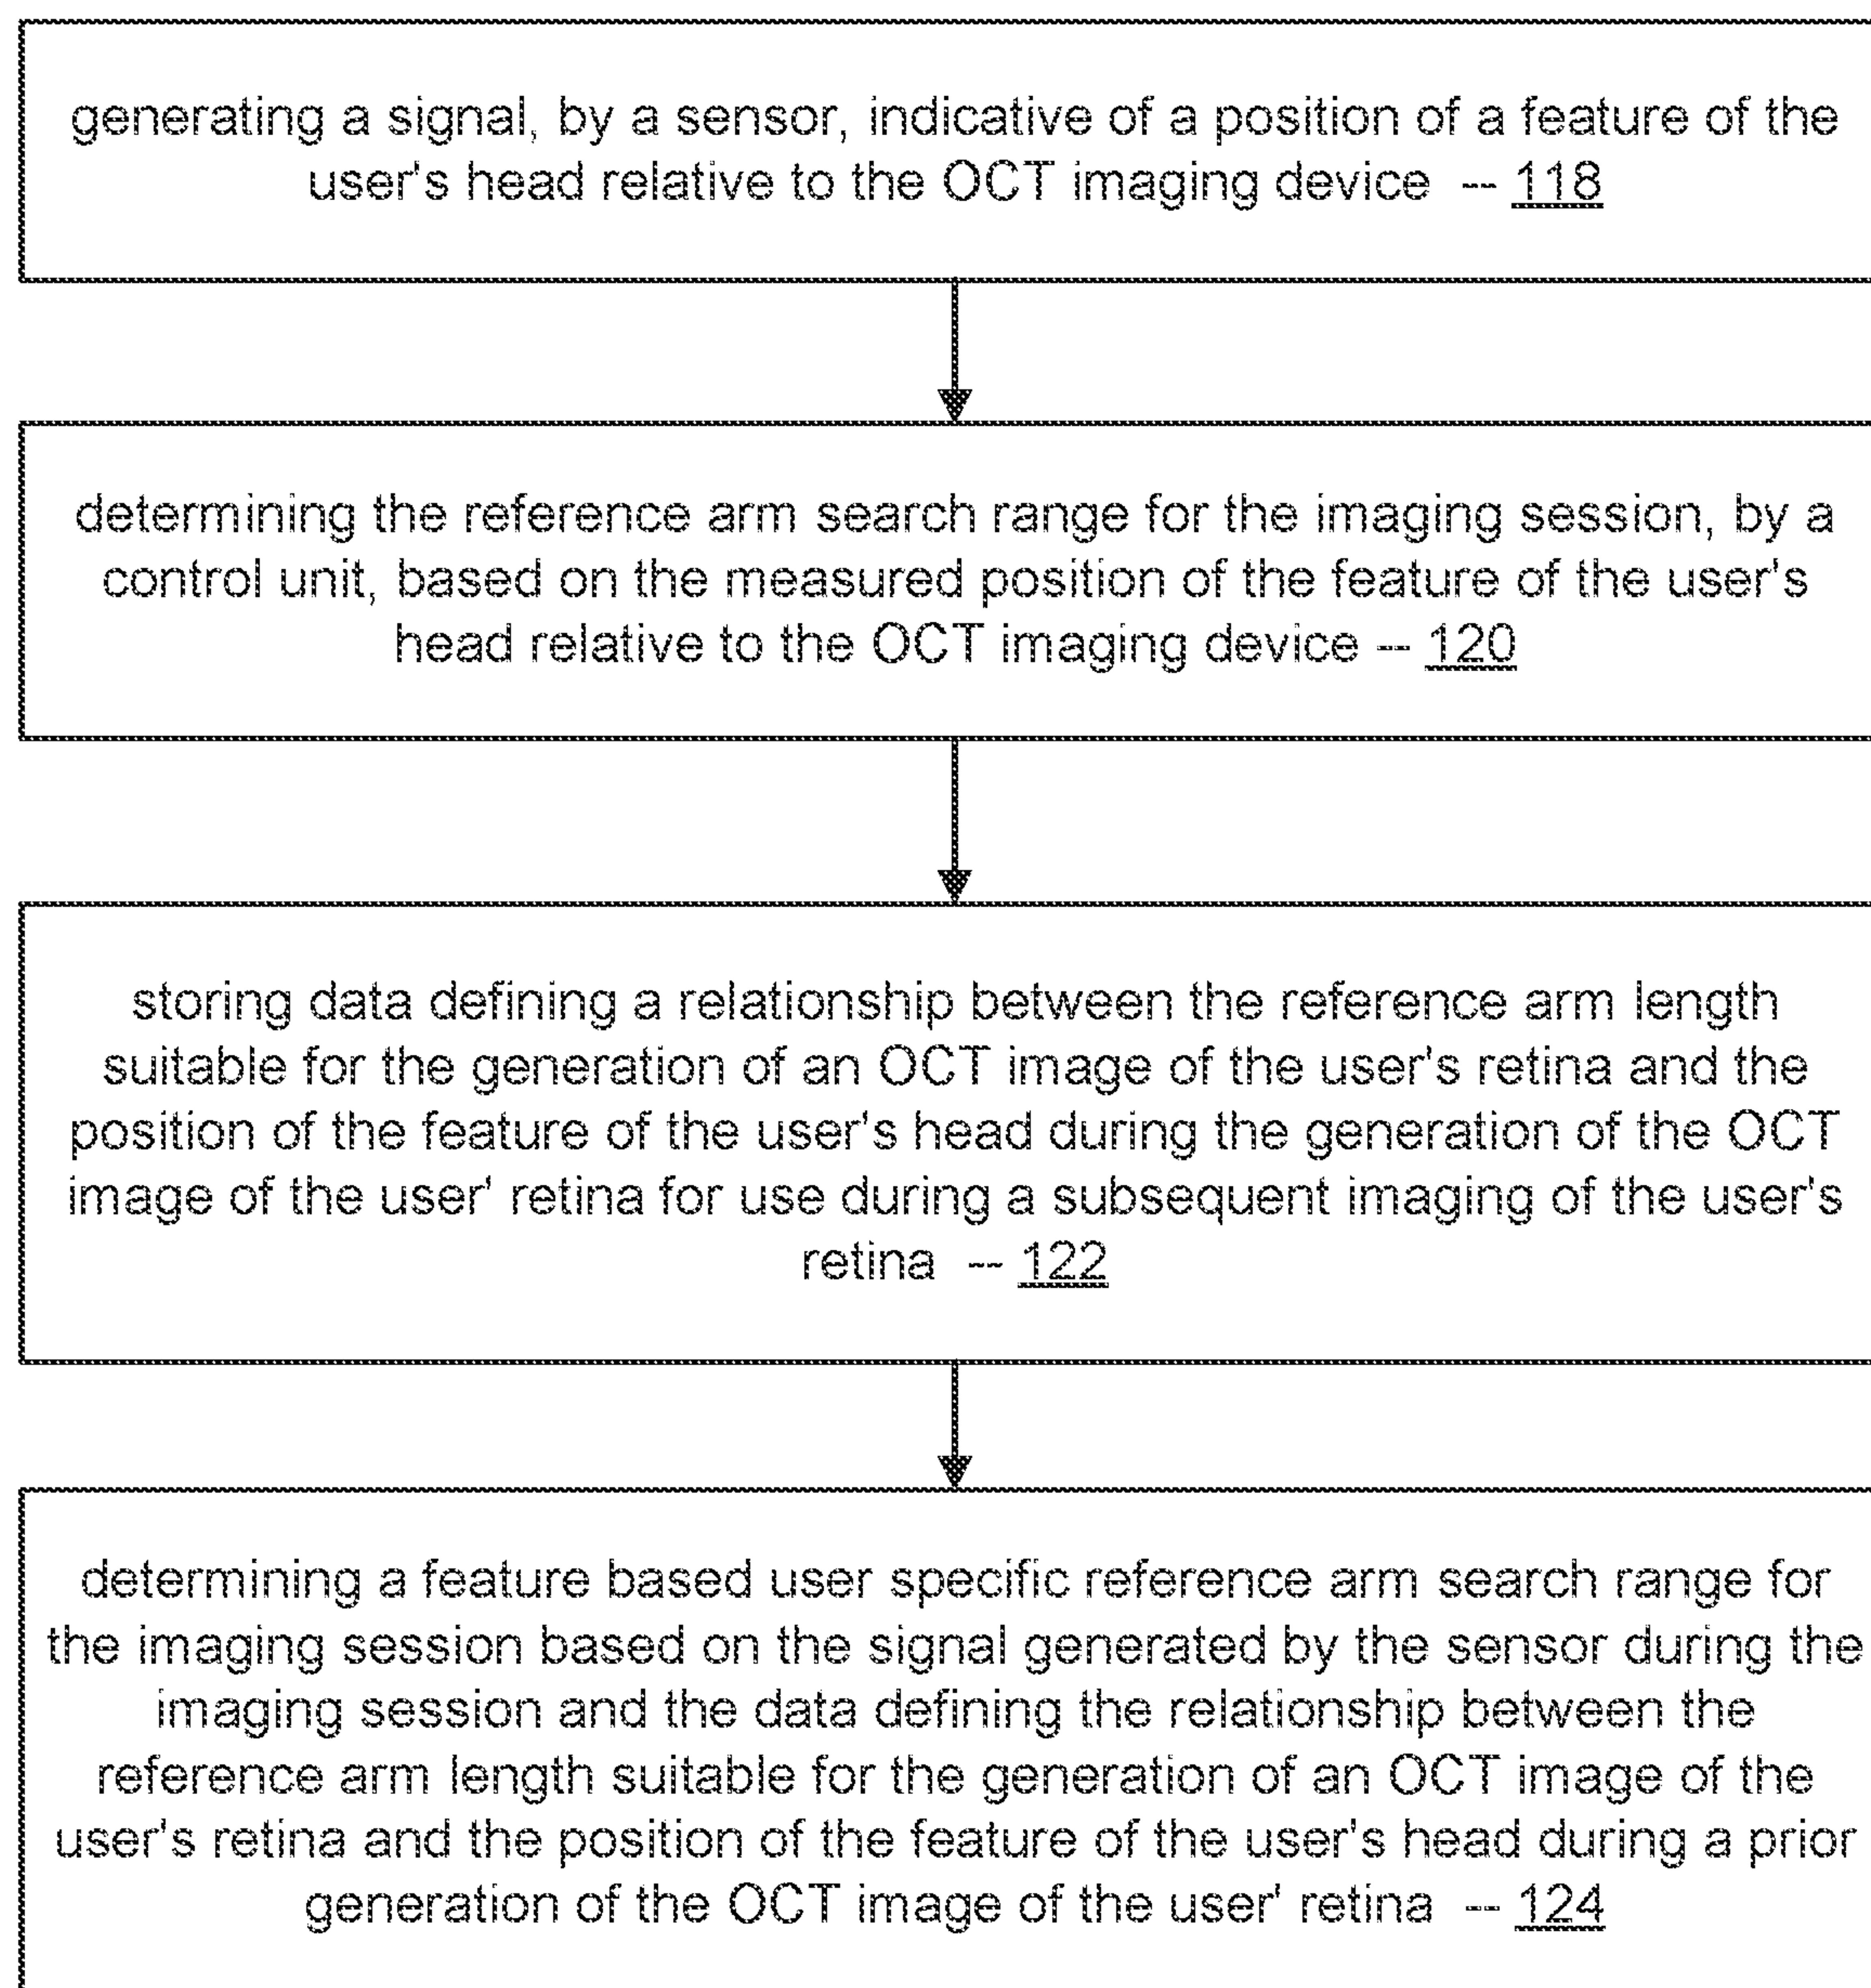 generating a signal, by a sensor, indicative of a position of a feature of the
user's head relative to the OCT imaging device -- 118
determining the reference arm search range for the imaging session, by a
control unit, based on the measured position of the feature of the user's
head relative to the OCT imaging device -- 120
storing data defining a relationship between the reference arm length
suitable for the generation of an OCT image of the user's retina and the
position of the feature of the user's head during the generation of the OCT
image of the user' retina for use during a subsequent imaging of the user's
retina -- 122
determining a feature based user specific reference arm search range for
the imaging session based on the signal generated by the sensor during the
imaging session and the data defining the relationship between the
reference arm length suitable for the generation of an OCT image of the
user's retina and the position of the feature of the user's head during a prior
generation of the OCT image of the user' retina -- 124